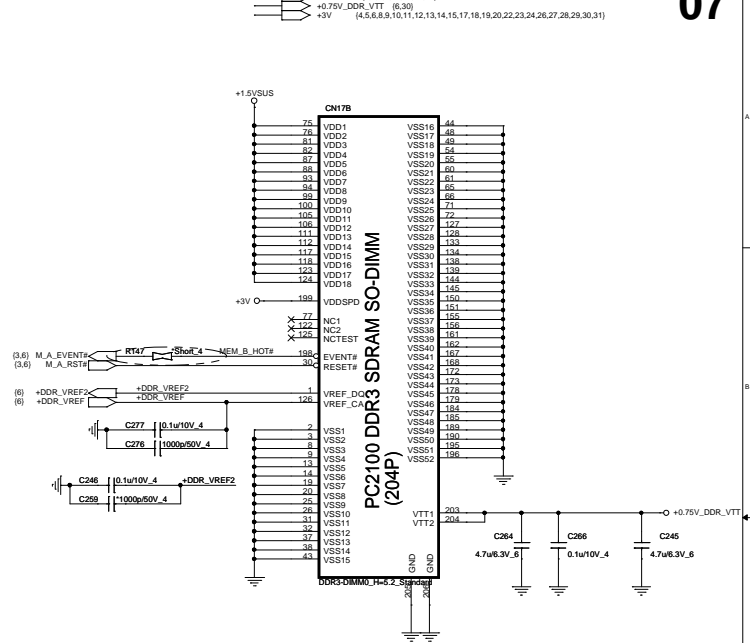 +0.75V_DDR_VTT {6,30}
+3V {4,5,6,8,9,10,11,12,13,14,15,17,18,19,20,22,23,24,26,27,28,29,30,31}
07
A
B
+1.5VSUS
CN17B
75 VDD1 VSS16 44
76 VDD2 VSS17 48
81 VDD3 VSS18 49
82 VDD4 VSS19 54
87 VDD5 VSS20 55
88 VDD6 VSS21 60
93 VDD7 VSS22 61
94 VDD8 VSS23 65
99 VDD9 VSS24 66
100 VDD10 VSS25 71
105 VDD11 VSS26 72
106 VDD12 VSS27 127
111 VDD13 VSS28 128
112 VDD14 VSS29 133
117 VDD15 VSS30 134
118 VDD16 VSS31 138
123 VDD17 VSS32 139
124 VDD18 VSS33 144
VSS34 145
+3V 199 VDDSPD VSS35 150
VSS36 151
77 NC1 VSS37 155
122 NC2 VSS38 156
125 NCTEST VSS39 161
VSS40 162
{3,6} M_A_EVENT# R147 *Short_4 MEM_B_HOT# 198 EVENT# VSS41 167
{3,6} M_A_RST# 30 RESET# VSS42 168
VSS43 172
VSS44 173
{6} +DDR_VREF2 +DDR_VREF2 1 VREF_DQ VSS45 178
{6} +DDR_VREF +DDR_VREF 126 VREF_CA VSS46 179
VSS47 184
VSS48 185
C277 0.1u/10V_4 2 VSS1 VSS49 189
3 VSS2 VSS50 190
C276 1000p/50V_4 8 VSS3 VSS51 195
9 VSS4 VSS52 196
13 VSS5
14 VSS6
19 VSS7
C246 0.1u/10V_4 +DDR_VREF2 20 VSS8
C259 *1000p/50V_4 25 VSS9
26 VSS10 VTT1 203 +0.75V_DDR_VTT
31 VSS11 VTT2 204
32 VSS12
37 VSS13
38 VSS14
43 VSS15
PC2100 DDR3 SDRAM SO-DIMM
(204P)
C264
4.7u/6.3V_6
C266
0.1u/10V_4
C245
4.7u/6.3V_6
GND
GND
205
206
DDR3-DIMM0_H=5.2_Standard